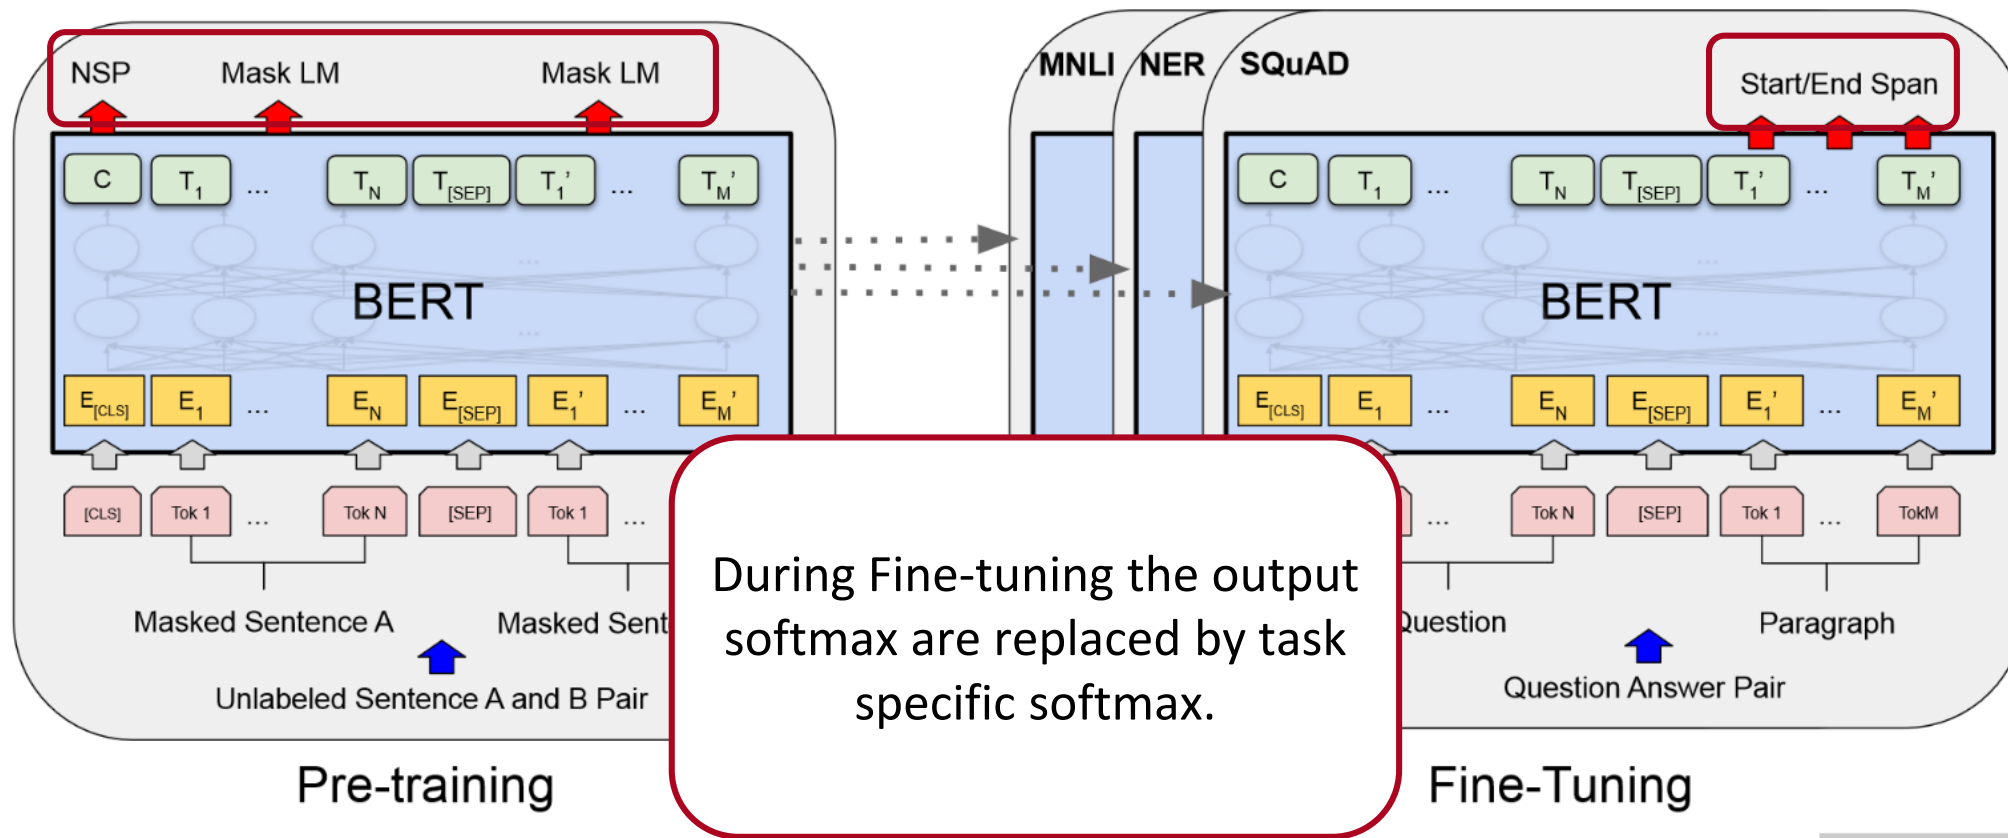 NSP Mask LM Mask LM
MNLI NER SQuAD
Start/End Span
C T1 ... TN T[SEP] T1' ... TM'
C T1 ... TN T[SEP] T1' ... TM'
... ...
BERT BERT
... ...
E[CLS] E1 ... EN E[SEP] E1' ... EM'
E[CLS] E1 ... EN E[SEP] E1' ... EM'
[CLS] Tok 1 ... Tok N [SEP] Tok 1 ...
... Tok N [SEP] Tok 1 ... TokM
Masked Sentence A Masked Sent
Question Paragraph
Unlabeled Sentence A and B Pair
Question Answer Pair
During Fine-tuning the output
softmax are replaced by task
specific softmax.
Pre-training Fine-Tuning